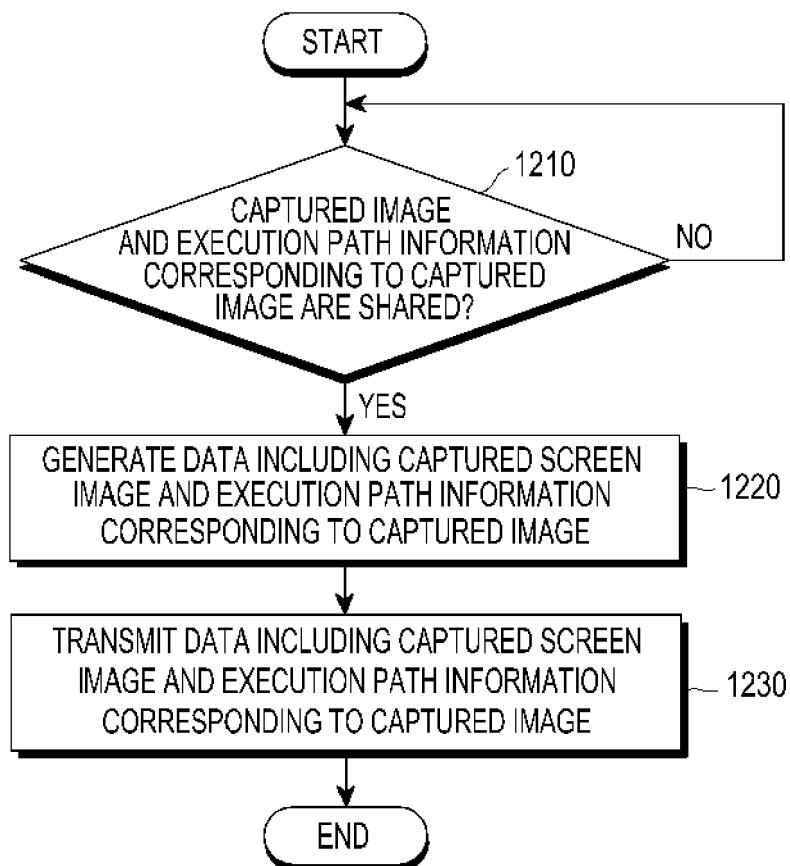 START
1210
CAPTURED IMAGE
AND EXECUTION PATH INFORMATION
CORRESPONDING TO CAPTURED
IMAGE ARE SHARED?
NO
YES
GENERATE DATA INCLUDING CAPTURED SCREEN
IMAGE AND EXECUTION PATH INFORMATION
CORRESPONDING TO CAPTURED IMAGE
1220
TRANSMIT DATA INCLUDING CAPTURED SCREEN
IMAGE AND EXECUTION PATH INFORMATION
CORRESPONDING TO CAPTURED IMAGE
1230
END